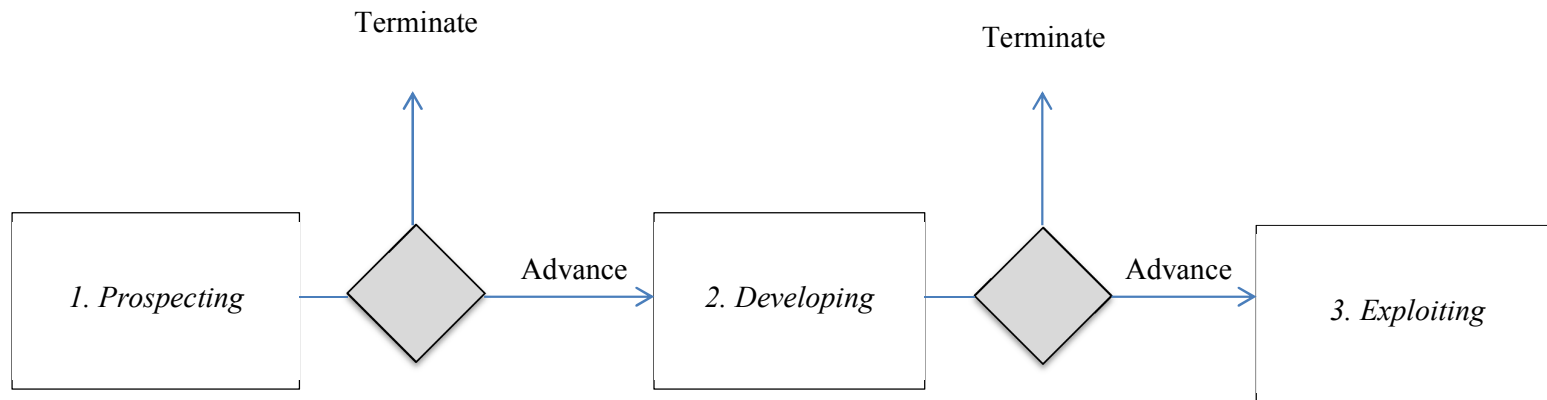 Terminate
Terminate
1. Prospecting
Advance
2. Developing
Advance
3. Exploiting